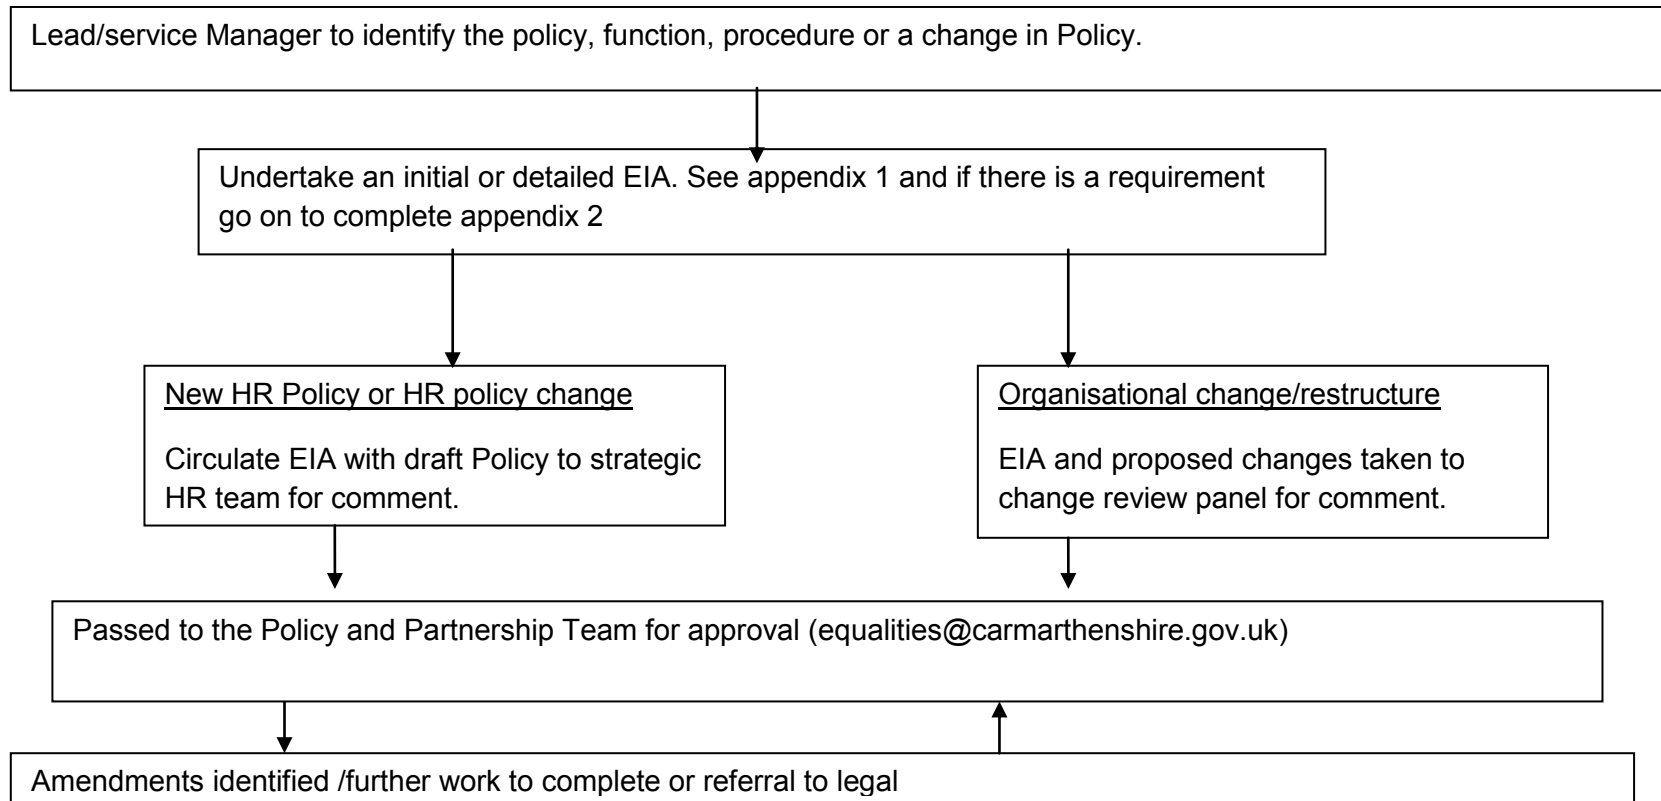 Lead/service Manager to identify the policy, function, procedure or a change in Policy.
Undertake an initial or detailed EIA. See appendix 1 and if there is a requirement
go on to complete appendix 2
New HR Policy or HR policy change
Circulate EIA with draft Policy to strategic
HR team for comment.
Organisational change/restructure
EIA and proposed changes taken to
change review panel for comment.
Passed to the Policy and Partnership Team for approval (equalities@carmarthenshire.gov.uk)
Amendments identified /further work to complete or referral to legal